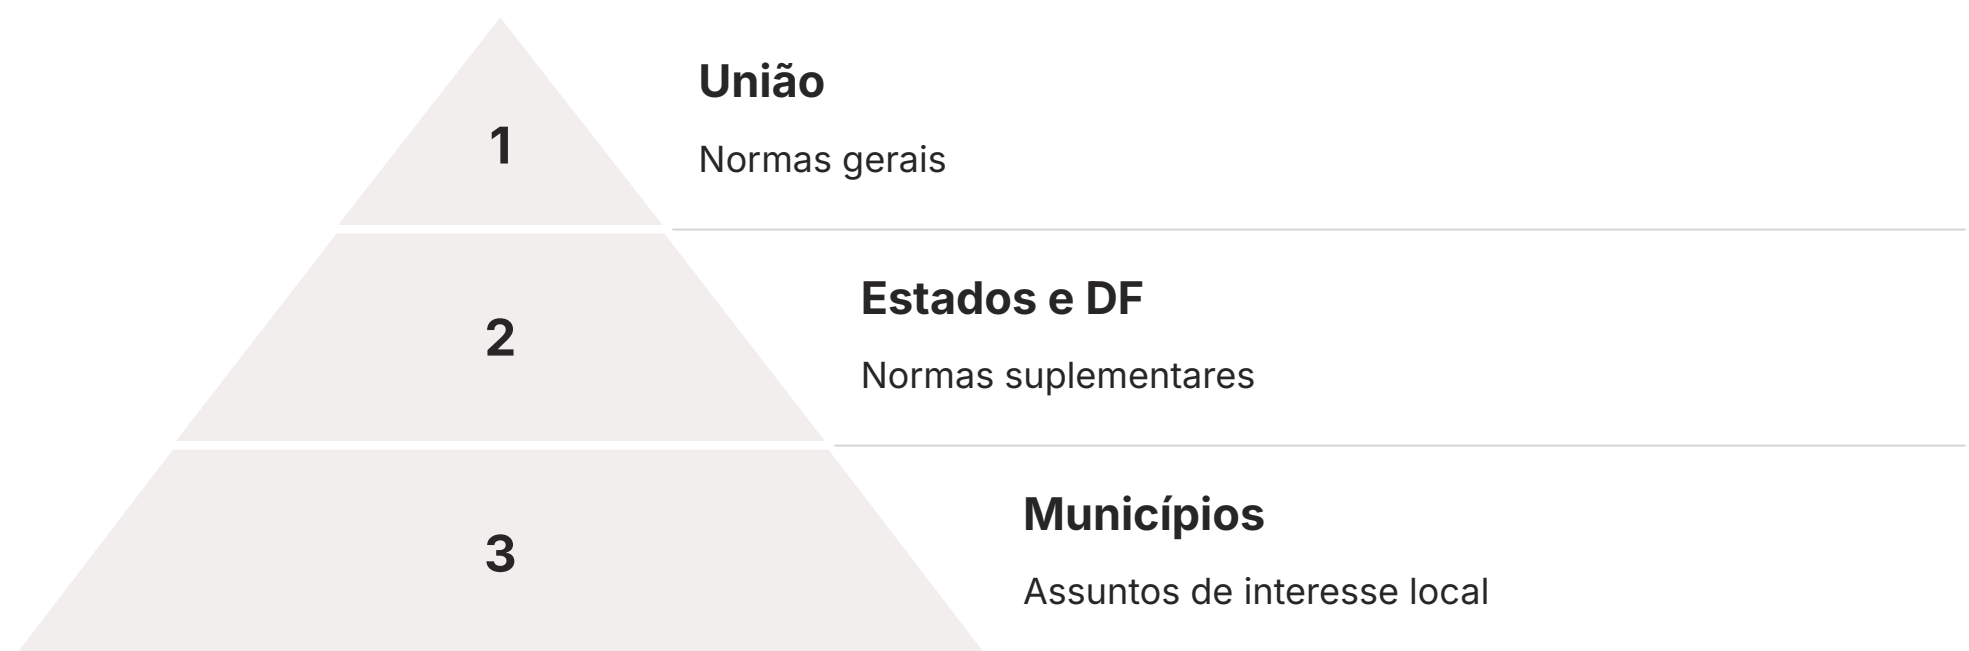 1
União
Normas gerais
2
Estados e DF
Normas suplementares
3
Municípios
Assuntos de interesse local